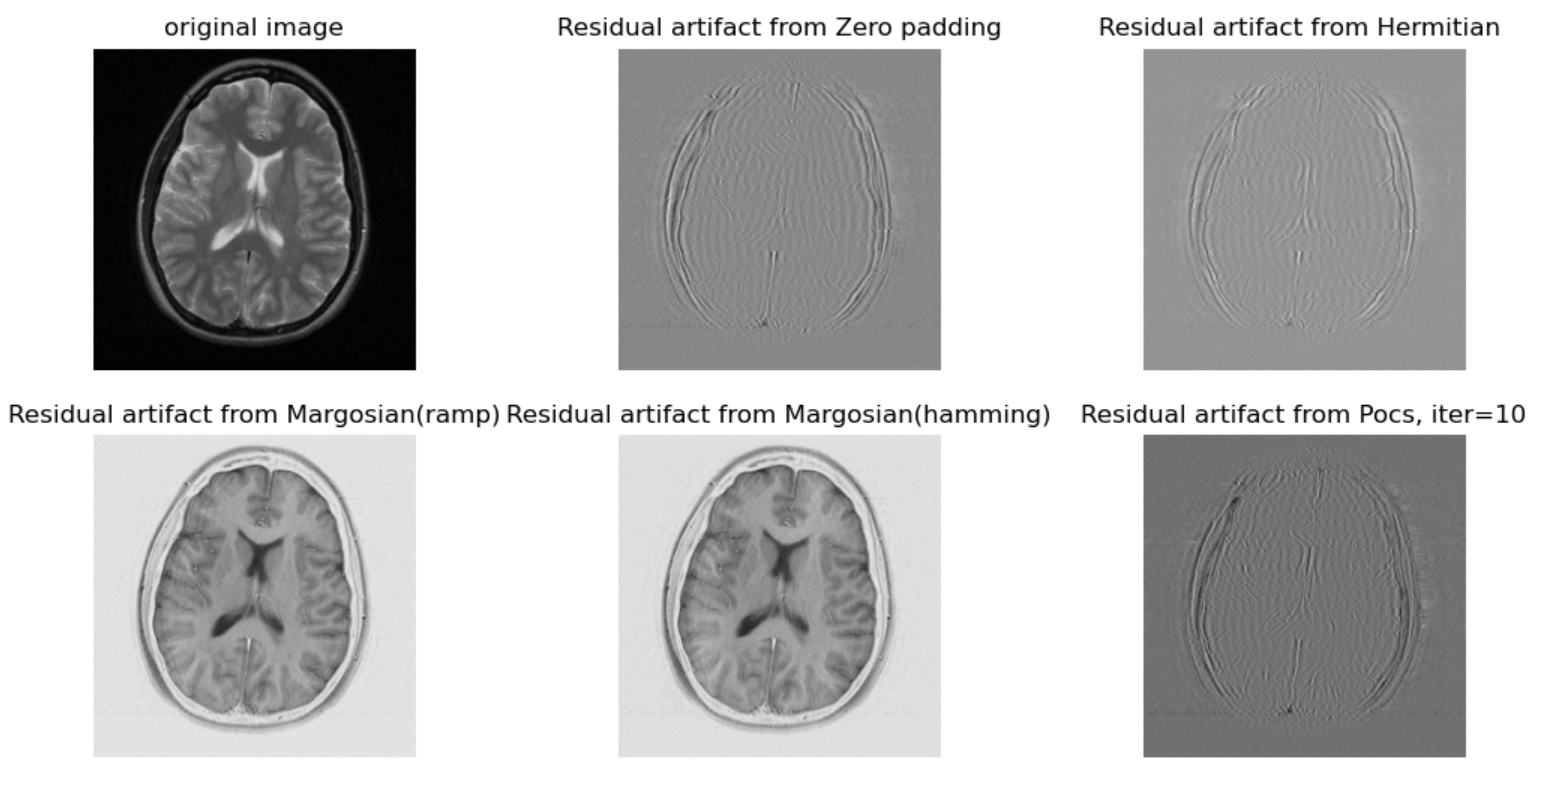 original image
Residual artifact from Zero padding
Residual artifact from Hermitian
Residual artifact from Margosian(ramp)
Residual artifact from Margosian(hamming)
Residual artifact from Pocs, iter=10